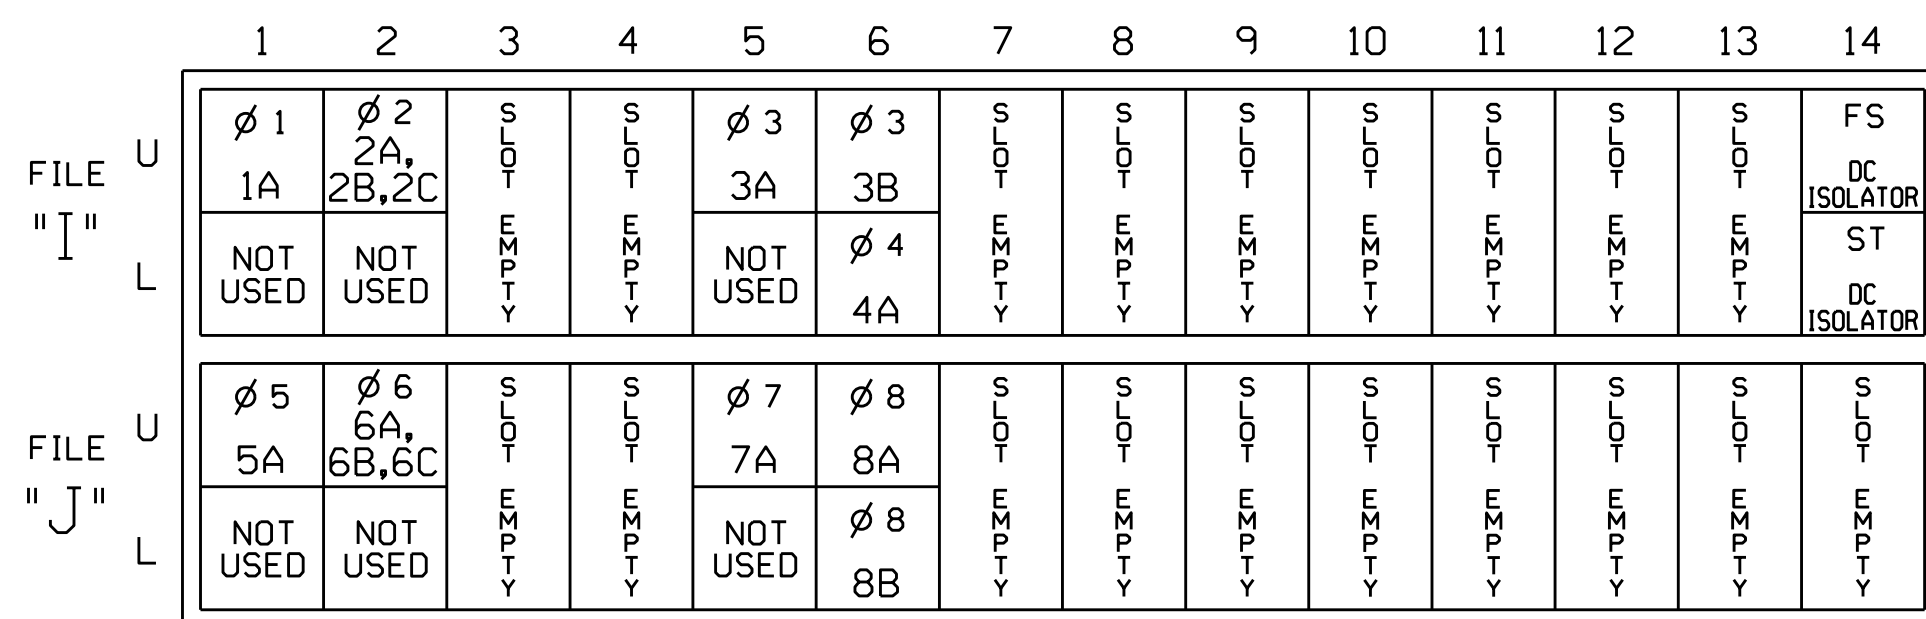 1 2 3 4 5 6 7 8 9 10 11 12 13 14
FILE
"I"
U
L
Ø 1
1A
Ø 2
2A,
2B,2C
SLOT EMPTY
SLOT EMPTY
Ø 3
3A
Ø 3
3B
SLOT EMPTY
SLOT EMPTY
SLOT EMPTY
SLOT EMPTY
SLOT EMPTY
SLOT EMPTY
SLOT EMPTY
FS
DC
ISOLATOR
NOT
USED
NOT
USED
NOT
USED
Ø 4
4A
ST
DC
ISOLATOR
FILE
"J"
U
L
Ø 5
5A
Ø 6
6A,
6B,6C
SLOT EMPTY
SLOT EMPTY
Ø 7
7A
Ø 8
8A
SLOT EMPTY
SLOT EMPTY
SLOT EMPTY
SLOT EMPTY
SLOT EMPTY
SLOT EMPTY
SLOT EMPTY
SLOT EMPTY
NOT
USED
NOT
USED
NOT
USED
Ø 8
8B